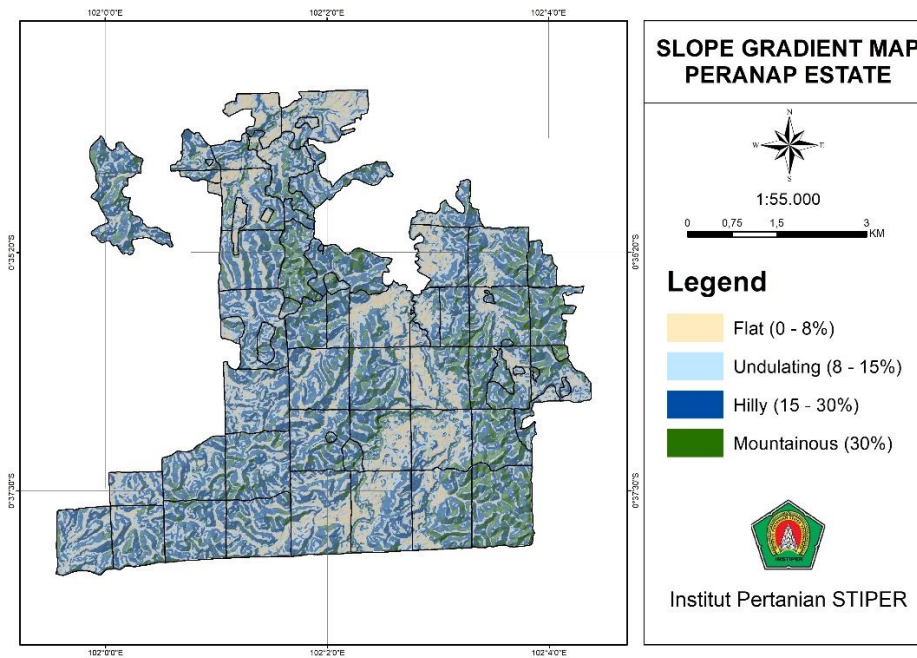 102°0'0"E
102°2'0"E
102°4'0"E
0°35'20"S
0°35'20"S
0°37'30"S
0°37'30"S
102°0'0"E
102°2'0"E
102°4'0"E
SLOPE GRADIENT MAP
PERANAP ESTATE
N
W
E
S
1:55.000
0
0,75
1,5
3
KM
Legend
Flat (0 - 8%)
Undulating (8 - 15%)
Hilly (15 - 30%)
Mountainous (30%)
INSTIPER
Institut Pertanian STIPER